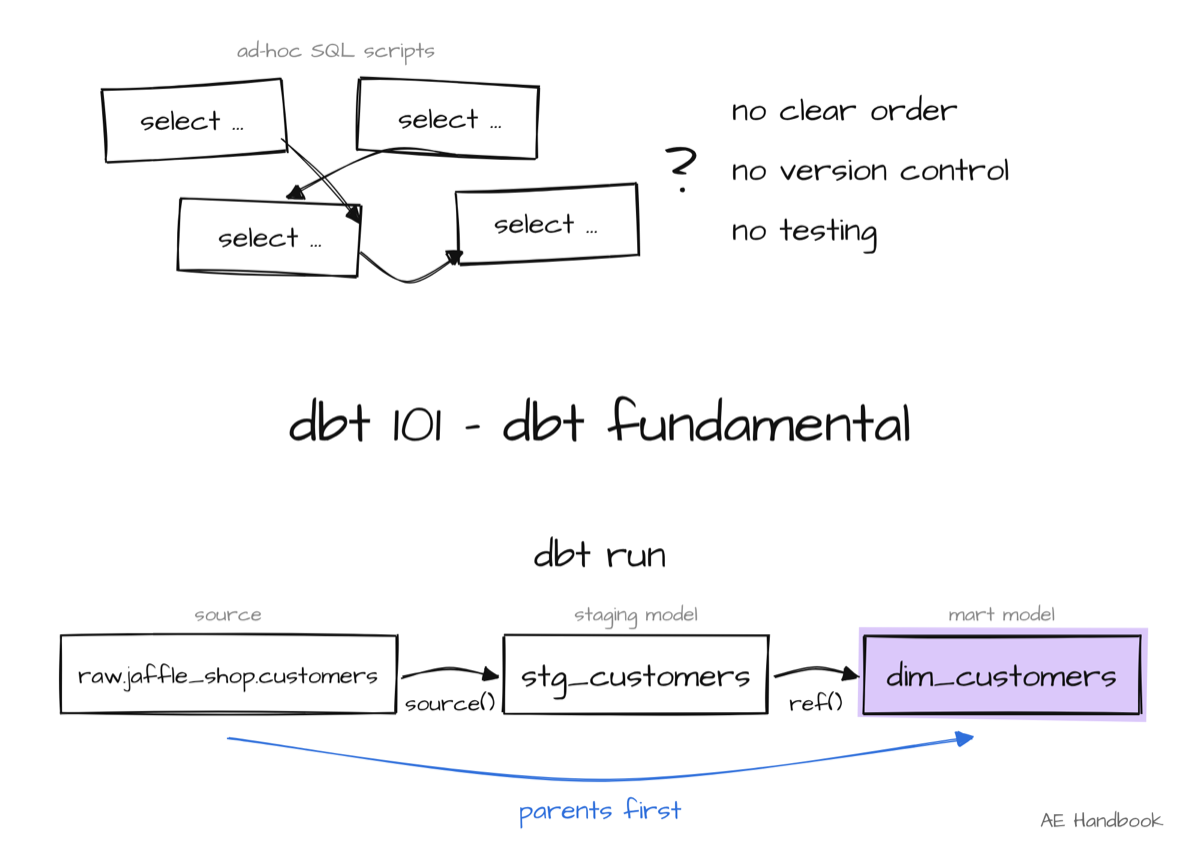 ad-hoc SQL scripts
select ...
select ...
select ...
select ...
?
no clear order
no version control
no testing
dbt 101 - dbt fundamental
dbt run
source
staging model
mart model
raw.jaffle_shop.customers
source()
stg_customers
ref()
dim_customers
parents first
AE Handbook